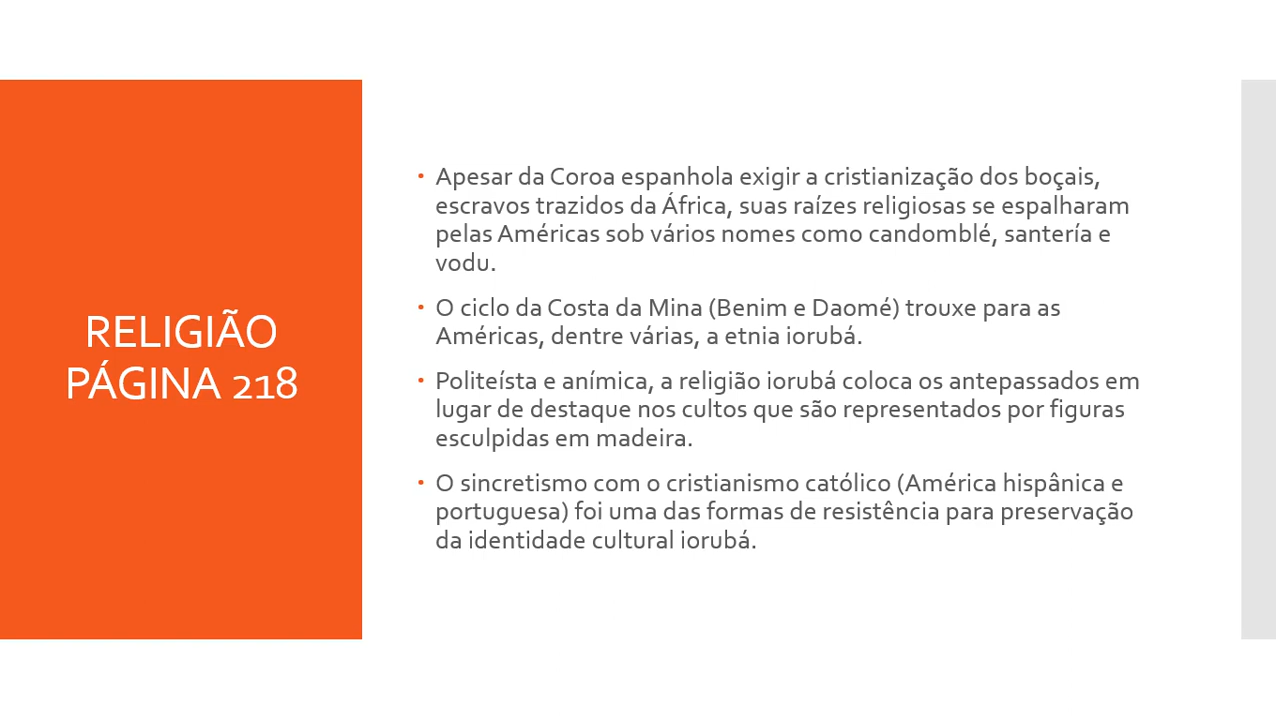 RELIGIÃO
PÁGINA 218
• Apesar da Coroa espanhola exigir a cristianização dos boçais,
escravos trazidos da África, suas raízes religiosas se espalharam
pelas Américas sob vários nomes como candomblé, santería e
vodu.
• O ciclo da Costa da Mina (Benim e Daomé) trouxe para as
Américas, dentre várias, a etnia iorubá.
• Politeísta e anímica, a religião iorubá coloca os antepassados em
lugar de destaque nos cultos que são representados por figuras
esculpidas em madeira.
• O sincretismo com o cristianismo católico (América hispânica e
portuguesa) foi uma das formas de resistência para preservação
da identidade cultural iorubá.